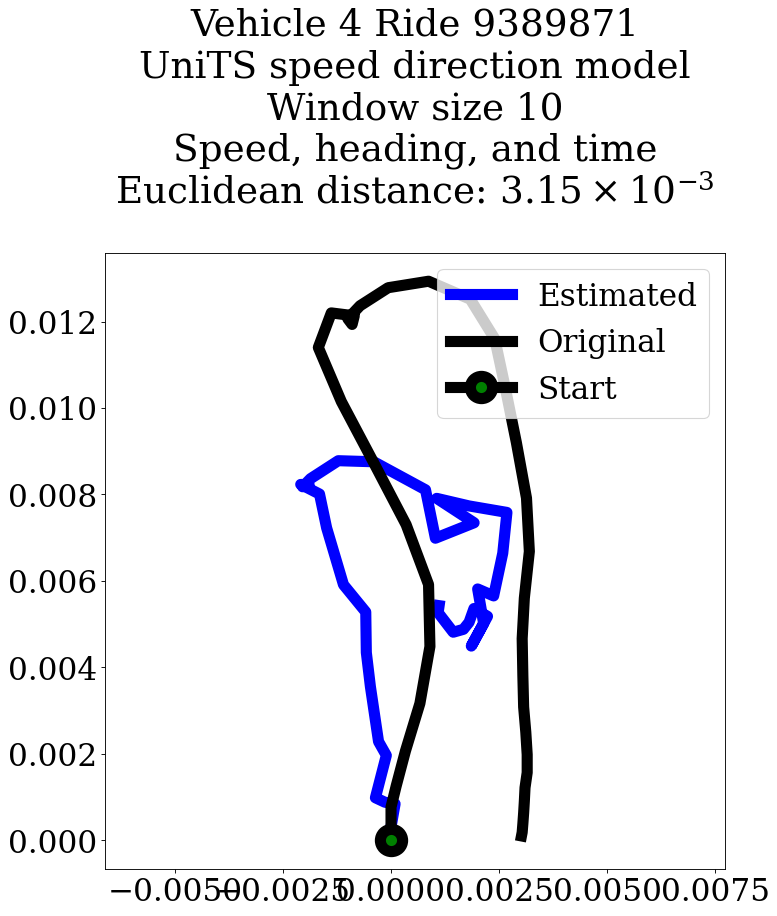 Vehicle 4 Ride 9389871
UniTS speed direction model
Window size 10
Speed, heading, and time
Euclidean distance: 3.15 × 10⁻³
Estimated
Original
Start
0.012
0.010
0.008
0.006
0.004
0.002
0.000
−0.0050 −0.0025 0.0000 0.0025 0.0050 0.0075